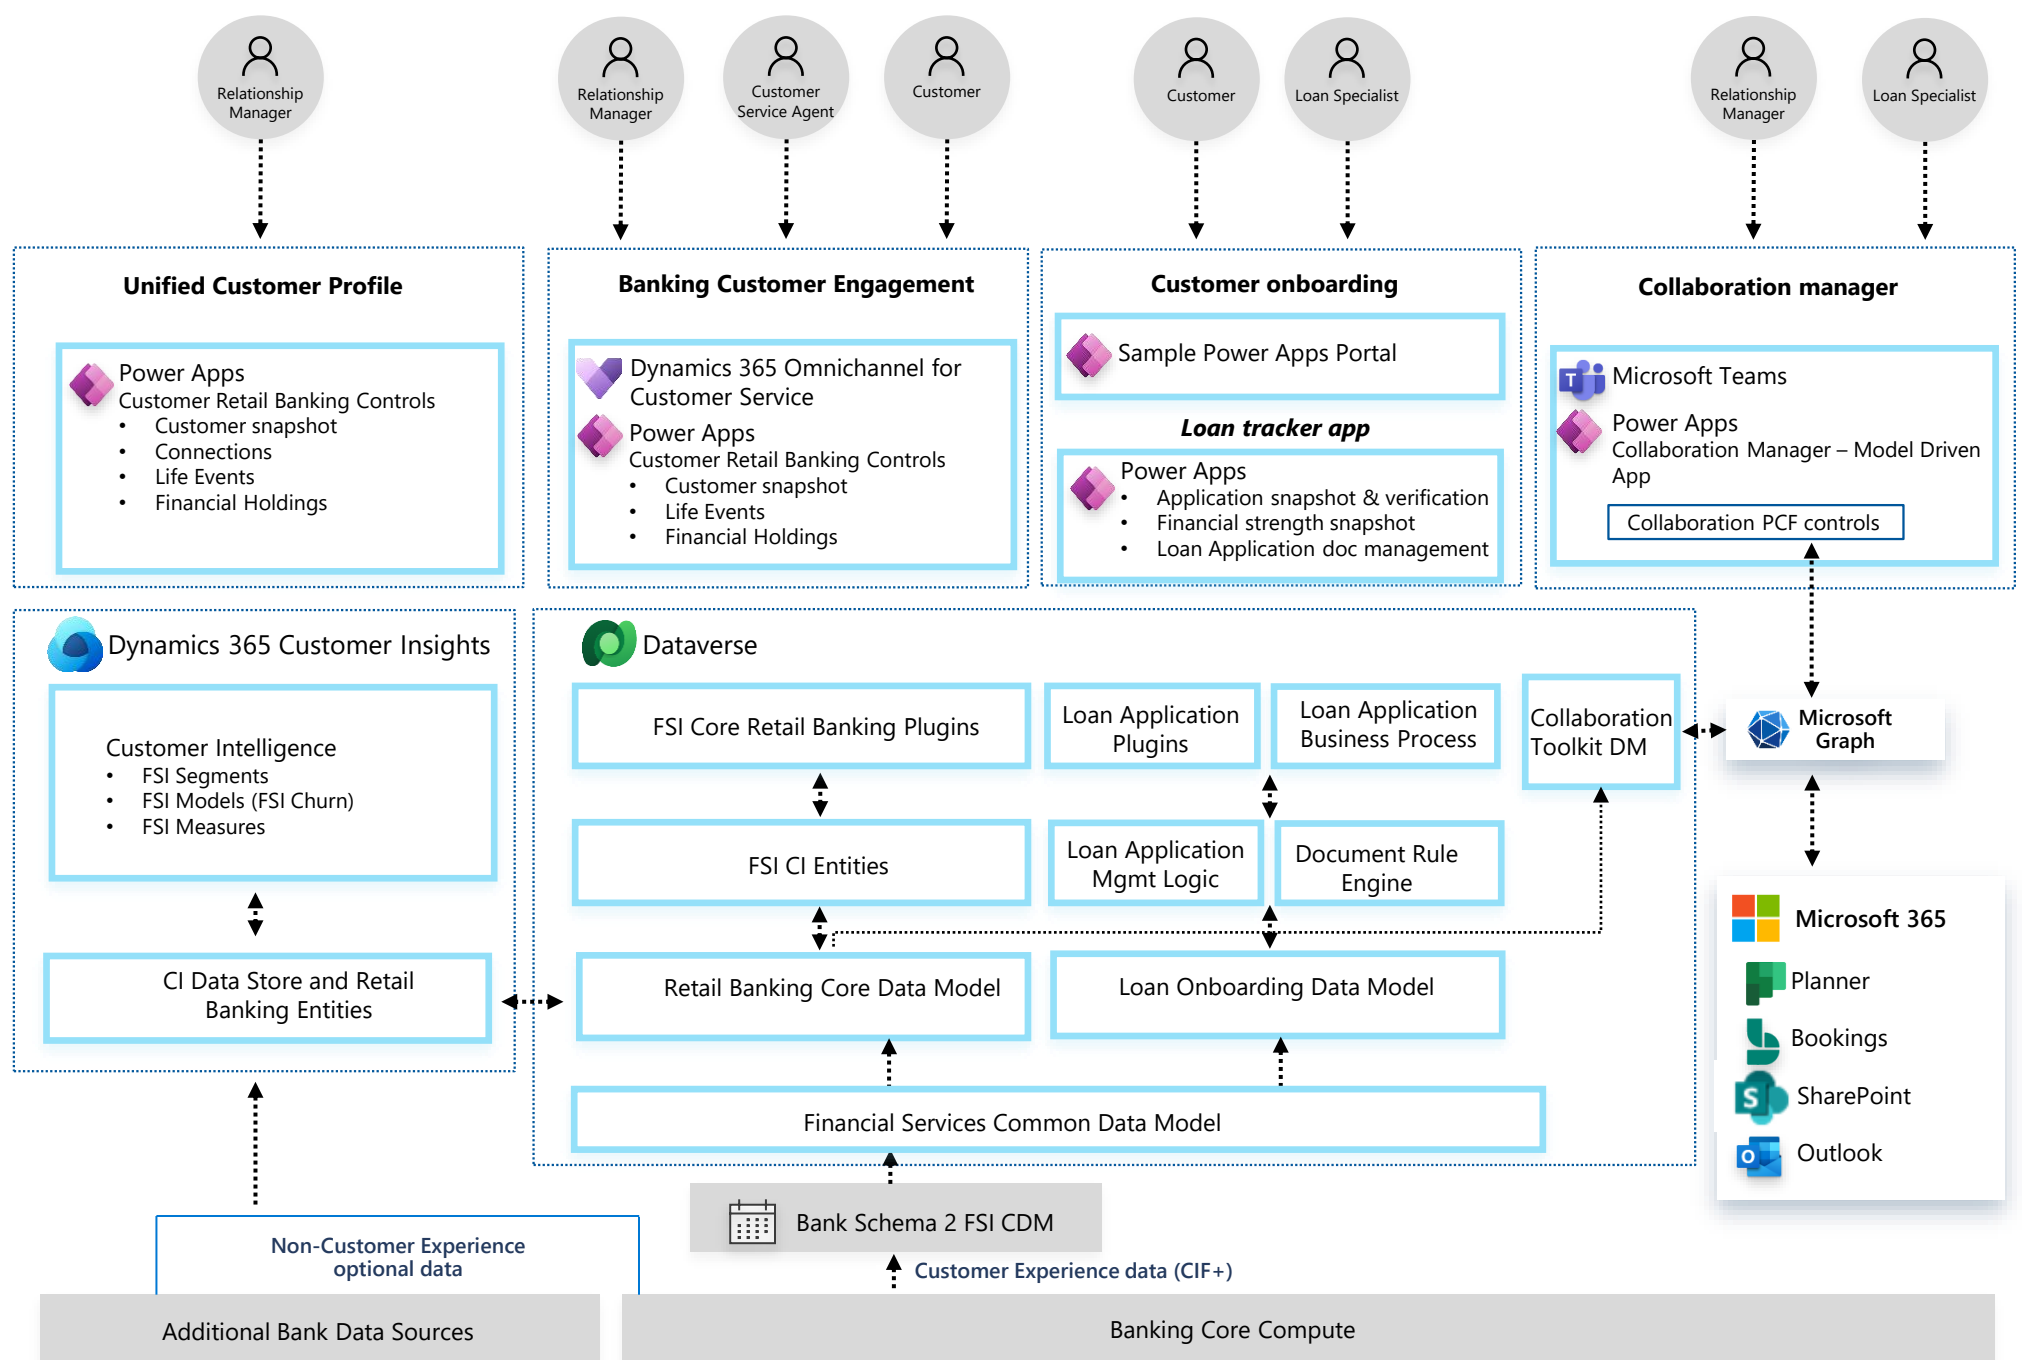 Relationship
Manager
Relationship
Manager
Customer
Service Agent
Customer
Customer
Loan Specialist
Relationship
Manager
Loan Specialist
Unified Customer Profile
Power Apps
Customer Retail Banking Controls
• Customer snapshot
• Connections
• Life Events
• Financial Holdings
Banking Customer Engagement
Dynamics 365 Omnichannel for
Customer Service
Power Apps
Customer Retail Banking Controls
• Customer snapshot
• Life Events
• Financial Holdings
Customer onboarding
Sample Power Apps Portal
Loan tracker app
Power Apps
• Application snapshot & verification
• Financial strength snapshot
• Loan Application doc management
Collaboration manager
T
Microsoft Teams
Power Apps
Collaboration Manager – Model Driven
App
Collaboration PCF controls
Dynamics 365 Customer Insights
Customer Intelligence
• FSI Segments
• FSI Models (FSI Churn)
• FSI Measures
CI Data Store and Retail
Banking Entities
Dataverse
FSI Core Retail Banking Plugins
Loan Application
Plugins
Loan Application
Business Process
Collaboration
Toolkit DM
FSI CI Entities
Loan Application
Mgmt Logic
Document Rule
Engine
Retail Banking Core Data Model
Loan Onboarding Data Model
Financial Services Common Data Model
Microsoft
Graph
Microsoft 365
Planner
Bookings
S
SharePoint
O
Outlook
Bank Schema 2 FSI CDM
Non-Customer Experience
optional data
Customer Experience data (CIF+)
Additional Bank Data Sources
Banking Core Compute